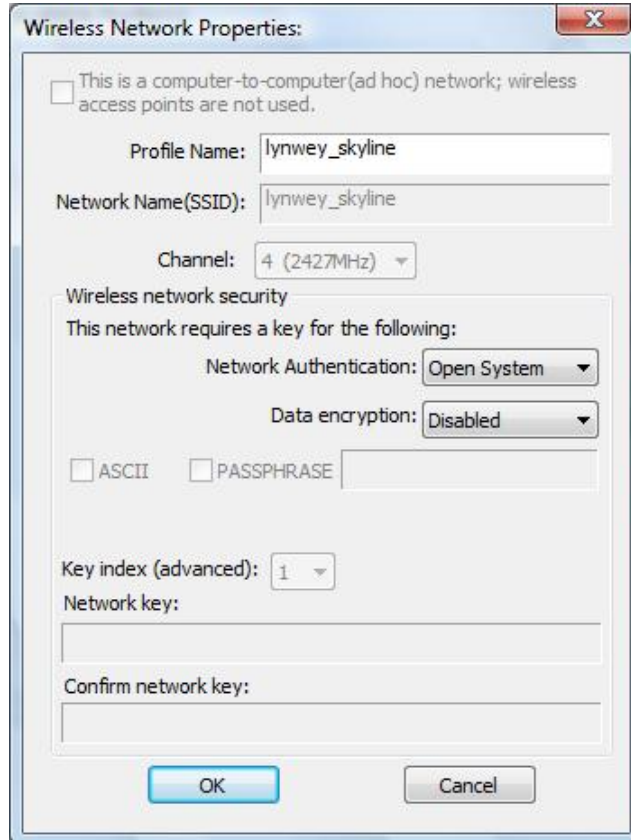 Wireless Network Properties:
This is a computer-to-computer(ad hoc) network; wireless
access points are not used.
Profile Name: lynwey_skyline
Network Name(SSID): lynwey_skyline
Channel: 4 (2427MHz)
Wireless network security
This network requires a key for the following:
Network Authentication: Open System
Data encryption: Disabled
ASCII PASSPHRASE
Key index (advanced): 1
Network key:
Confirm network key:
OK Cancel